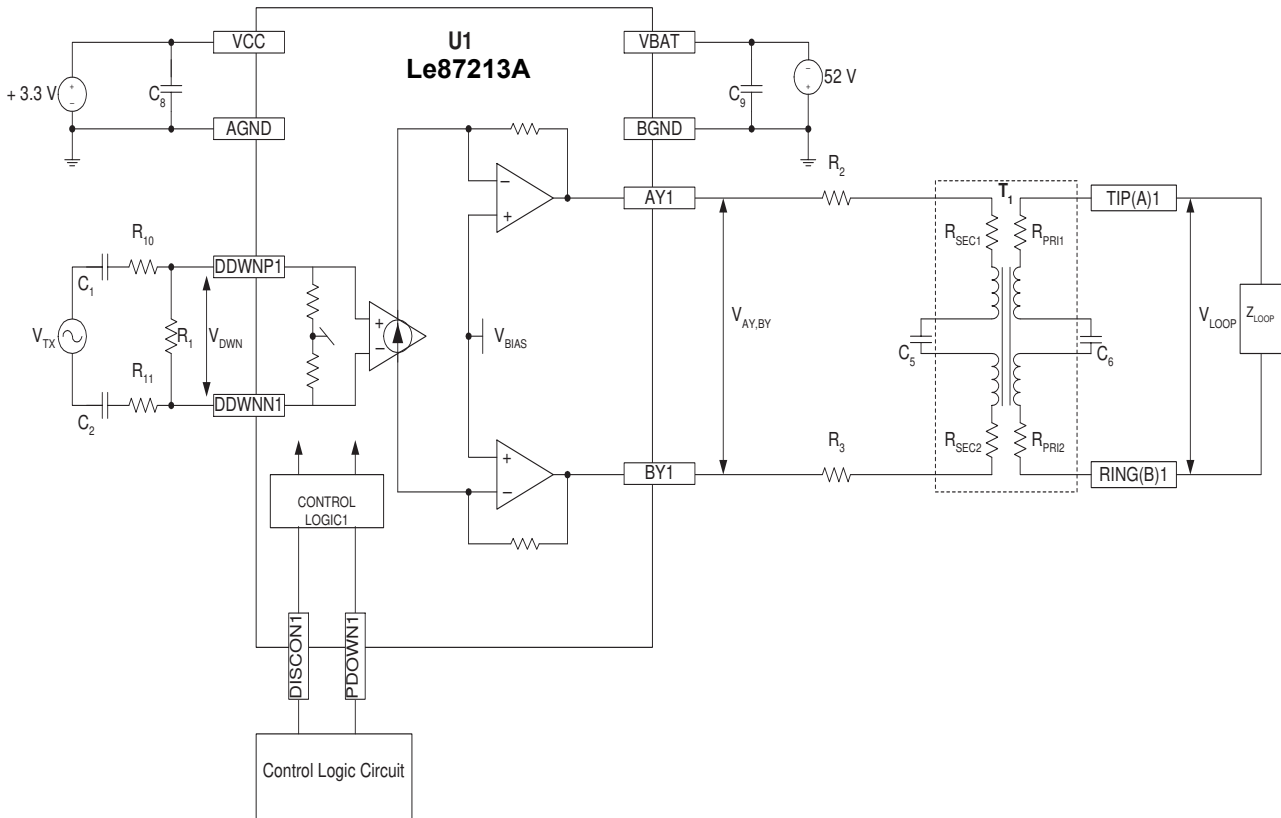 VCC
U1
Le87213A
VBAT
+ 3.3 V
C8
C9
52 V
AGND
BGND
R2
T1
AY1
TIP(A)1
RSEC1
RPRI1
R10
C1
DDWNP1
VTX
R1
VDWN
VBIAS
VAY,BY
VLOOP
ZLOOP
C5
C6
R11
C2
DDWNN1
R3
RSEC2
RPRI2
BY1
RING(B)1
CONTROL
LOGIC1
DISCON1
PDOWN1
Control Logic Circuit